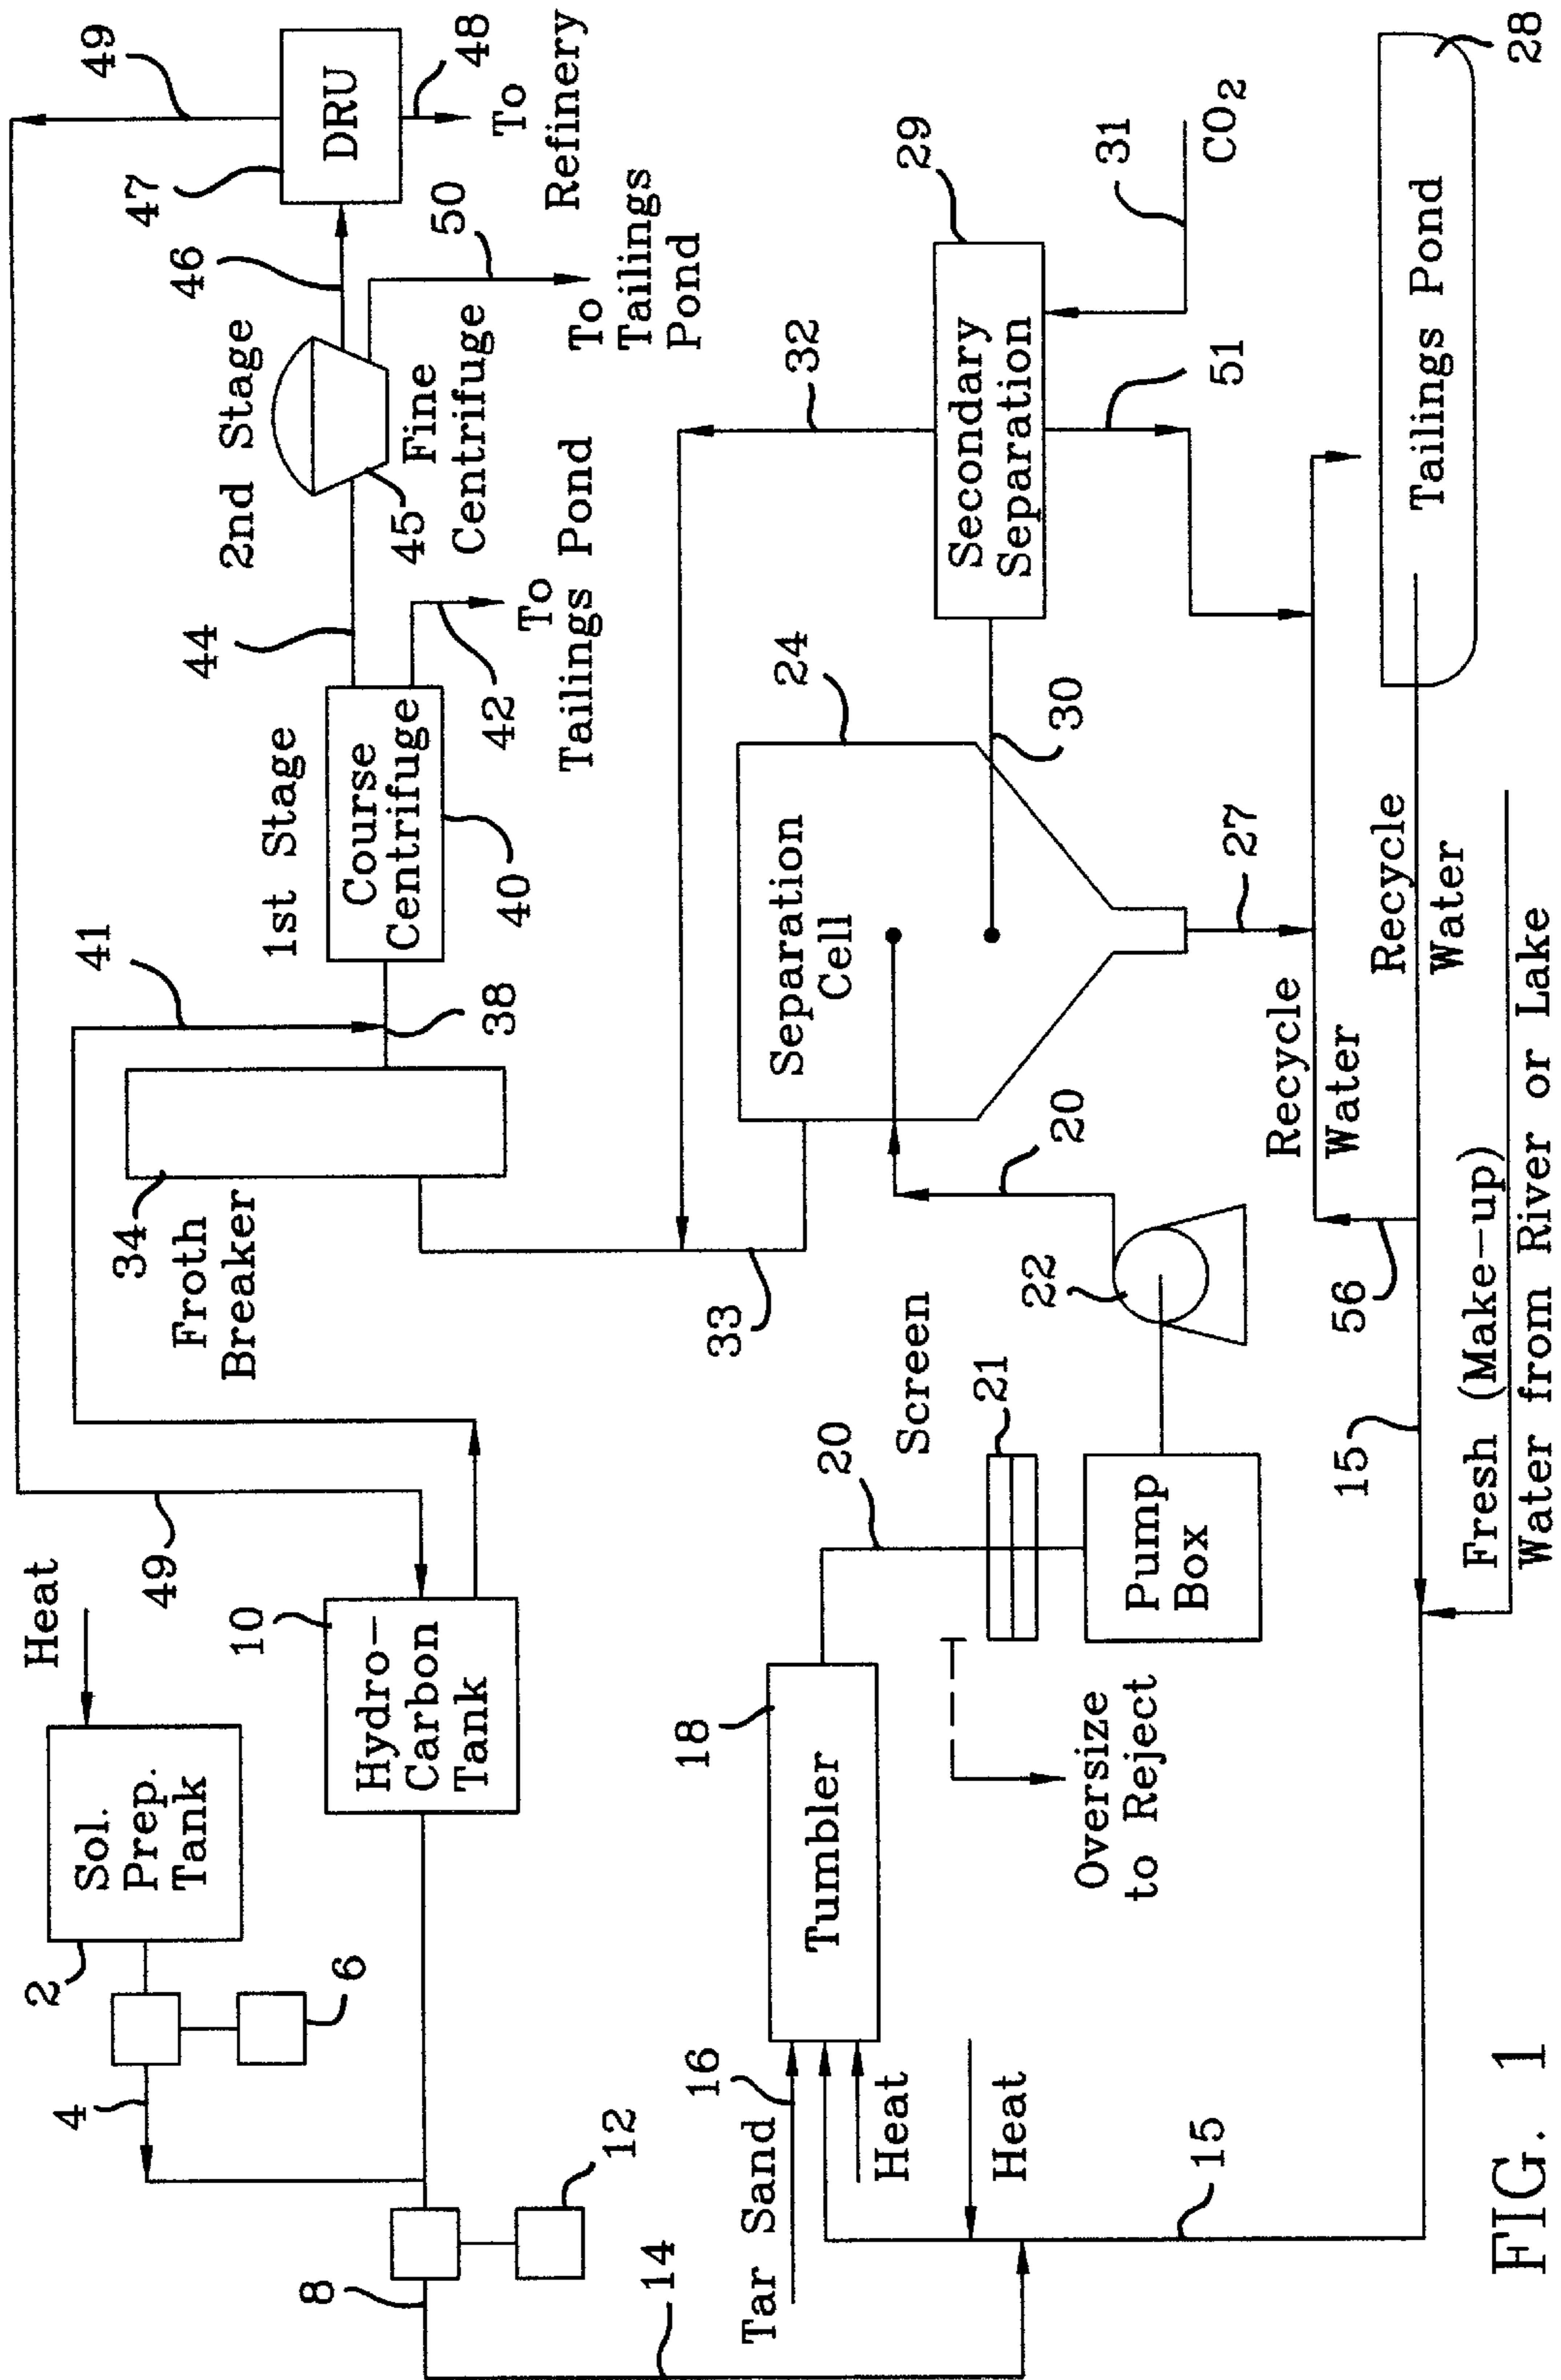 Heat
49
DRU
47
48
To
Refinery
46
50
To
Tailings
Pond
2nd Stage
45
Fine
Centrifuge
44
42
To
Tailings Pond
1st Stage
Course
Centrifuge
40
41
38
34
Froth
Breaker
49
10
Hydro-
Carbon
Tank
Sol.
Prep.
Tank
2
6
4
12
8
14
32
29
Secondary
Separation
31
CO2
51
24
30
Separation
Cell
27
33
20
22
Screen
21
20
Pump
Box
18
Tumbler
Oversize
to Reject
16
Tar Sand
Heat
Heat
15
28
Tailings Pond
Recycle
Water
Recycle
Water
56
15
Fresh (Make-up)
Water from River or Lake
FIG. 1